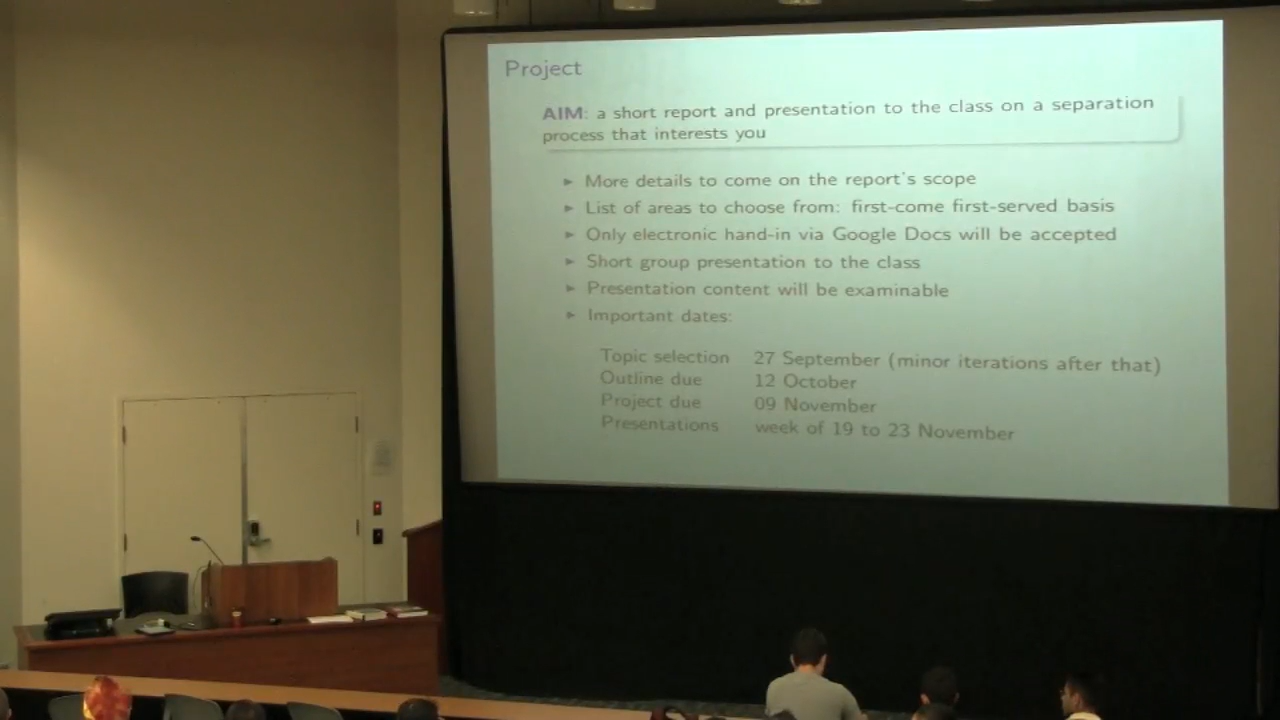 Project
AIM: a short report and presentation to the class on a separation
process that interests you
► More details to come on the report's scope
► List of areas to choose from: first-come first-served basis
► Only electronic hand-in via Google Docs will be accepted
► Short group presentation to the class
► Presentation content will be examinable
► Important dates:
Topic selection 27 September (minor iterations after that)
Outline due 12 October
Project due 09 November
Presentations week of 19 to 23 November